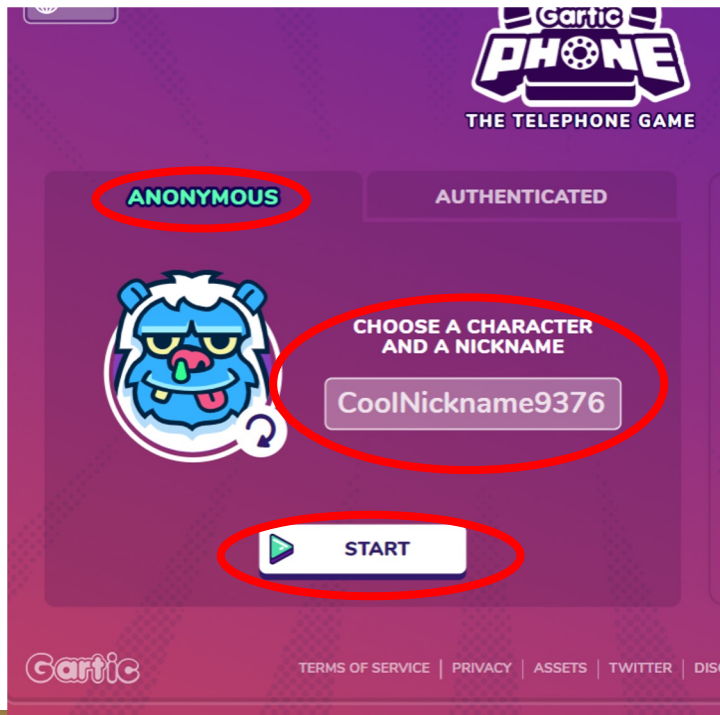 Gartic
PHONE
THE TELEPHONE GAME
ANONYMOUS
AUTHENTICATED
CHOOSE A CHARACTER
AND A NICKNAME
CoolNickname9376
START
Gartic
TERMS OF SERVICE | PRIVACY | ASSETS | TWITTER |